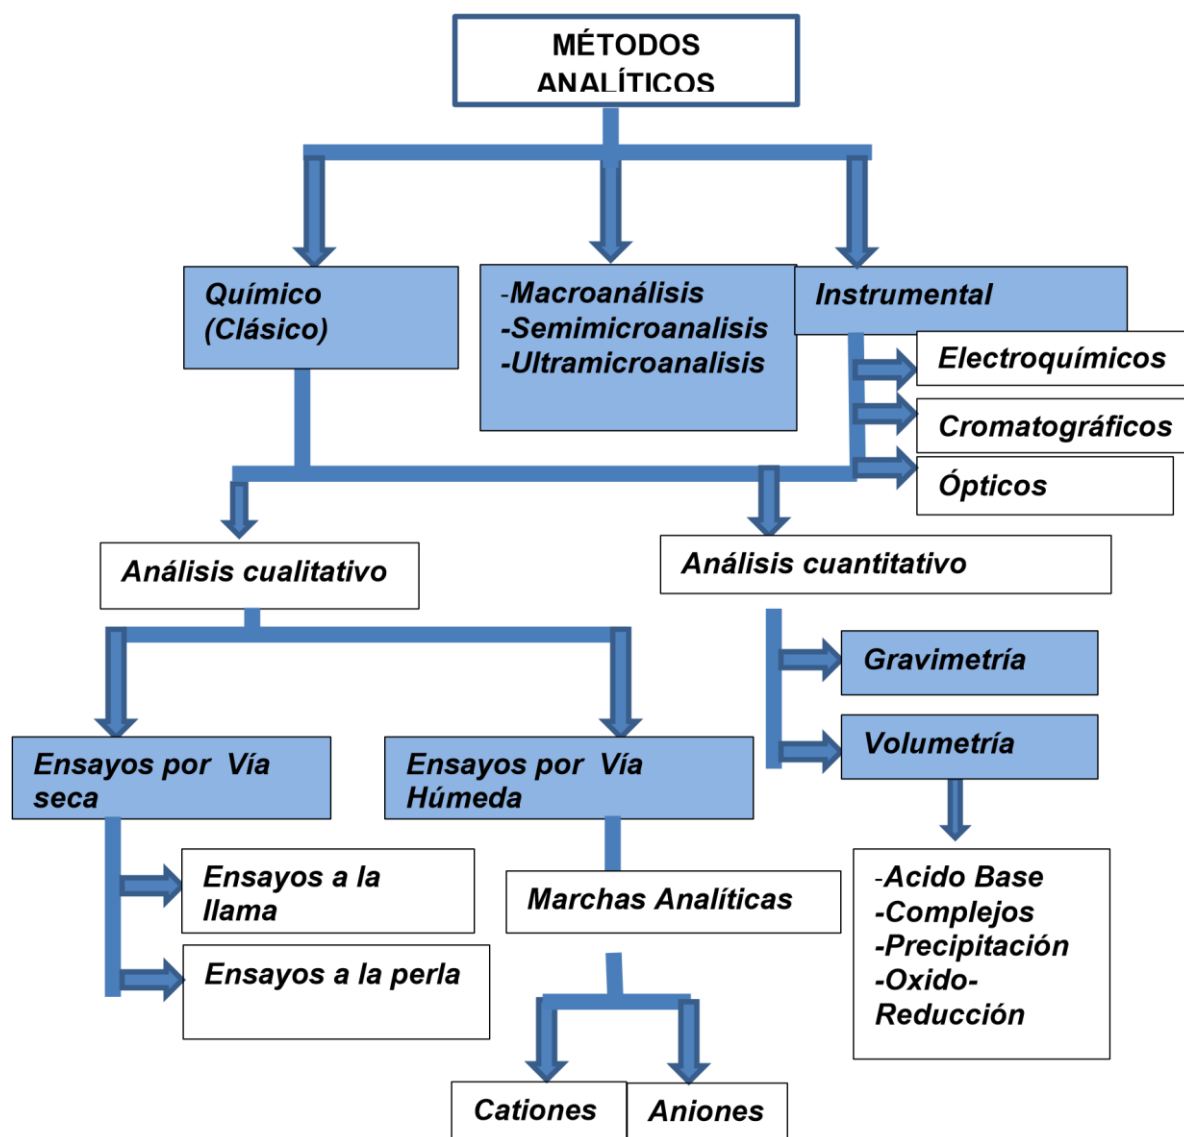 MÉTODOS
ANALÍTICOS
Químico
(Clásico)
-Macroanálisis
-Semimicroanalisis
-Ultramicroanalisis
Instrumental
Electroquímicos
Cromatográficos
Ópticos
Análisis cualitativo
Análisis cuantitativo
Gravimetría
Volumetría
Ensayos por Vía
seca
Ensayos por Vía
Húmeda
Ensayos a la
llama
Ensayos a la perla
Marchas Analíticas
-Acido Base
-Complejos
-Precipitación
-Oxido-
Reducción
Cationes
Aniones